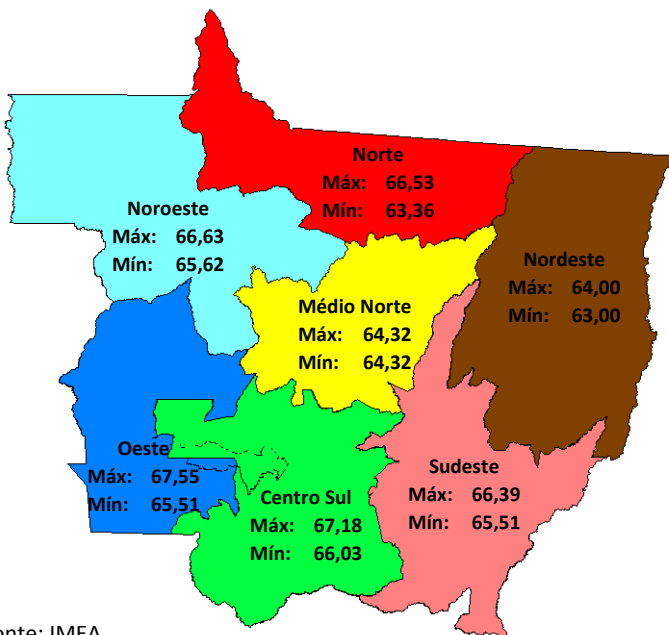 Norte
Máx: 66,53
Mín: 63,36
Noroeste
Máx: 66,63
Mín: 65,62
Nordeste
Máx: 64,00
Mín: 63,00
Médio Norte
Máx: 64,32
Mín: 64,32
Oeste
Máx: 67,55
Mín: 65,51
Sudeste
Máx: 66,39
Mín: 65,51
Centro Sul
Máx: 67,18
Mín: 66,03
onte: IMEA